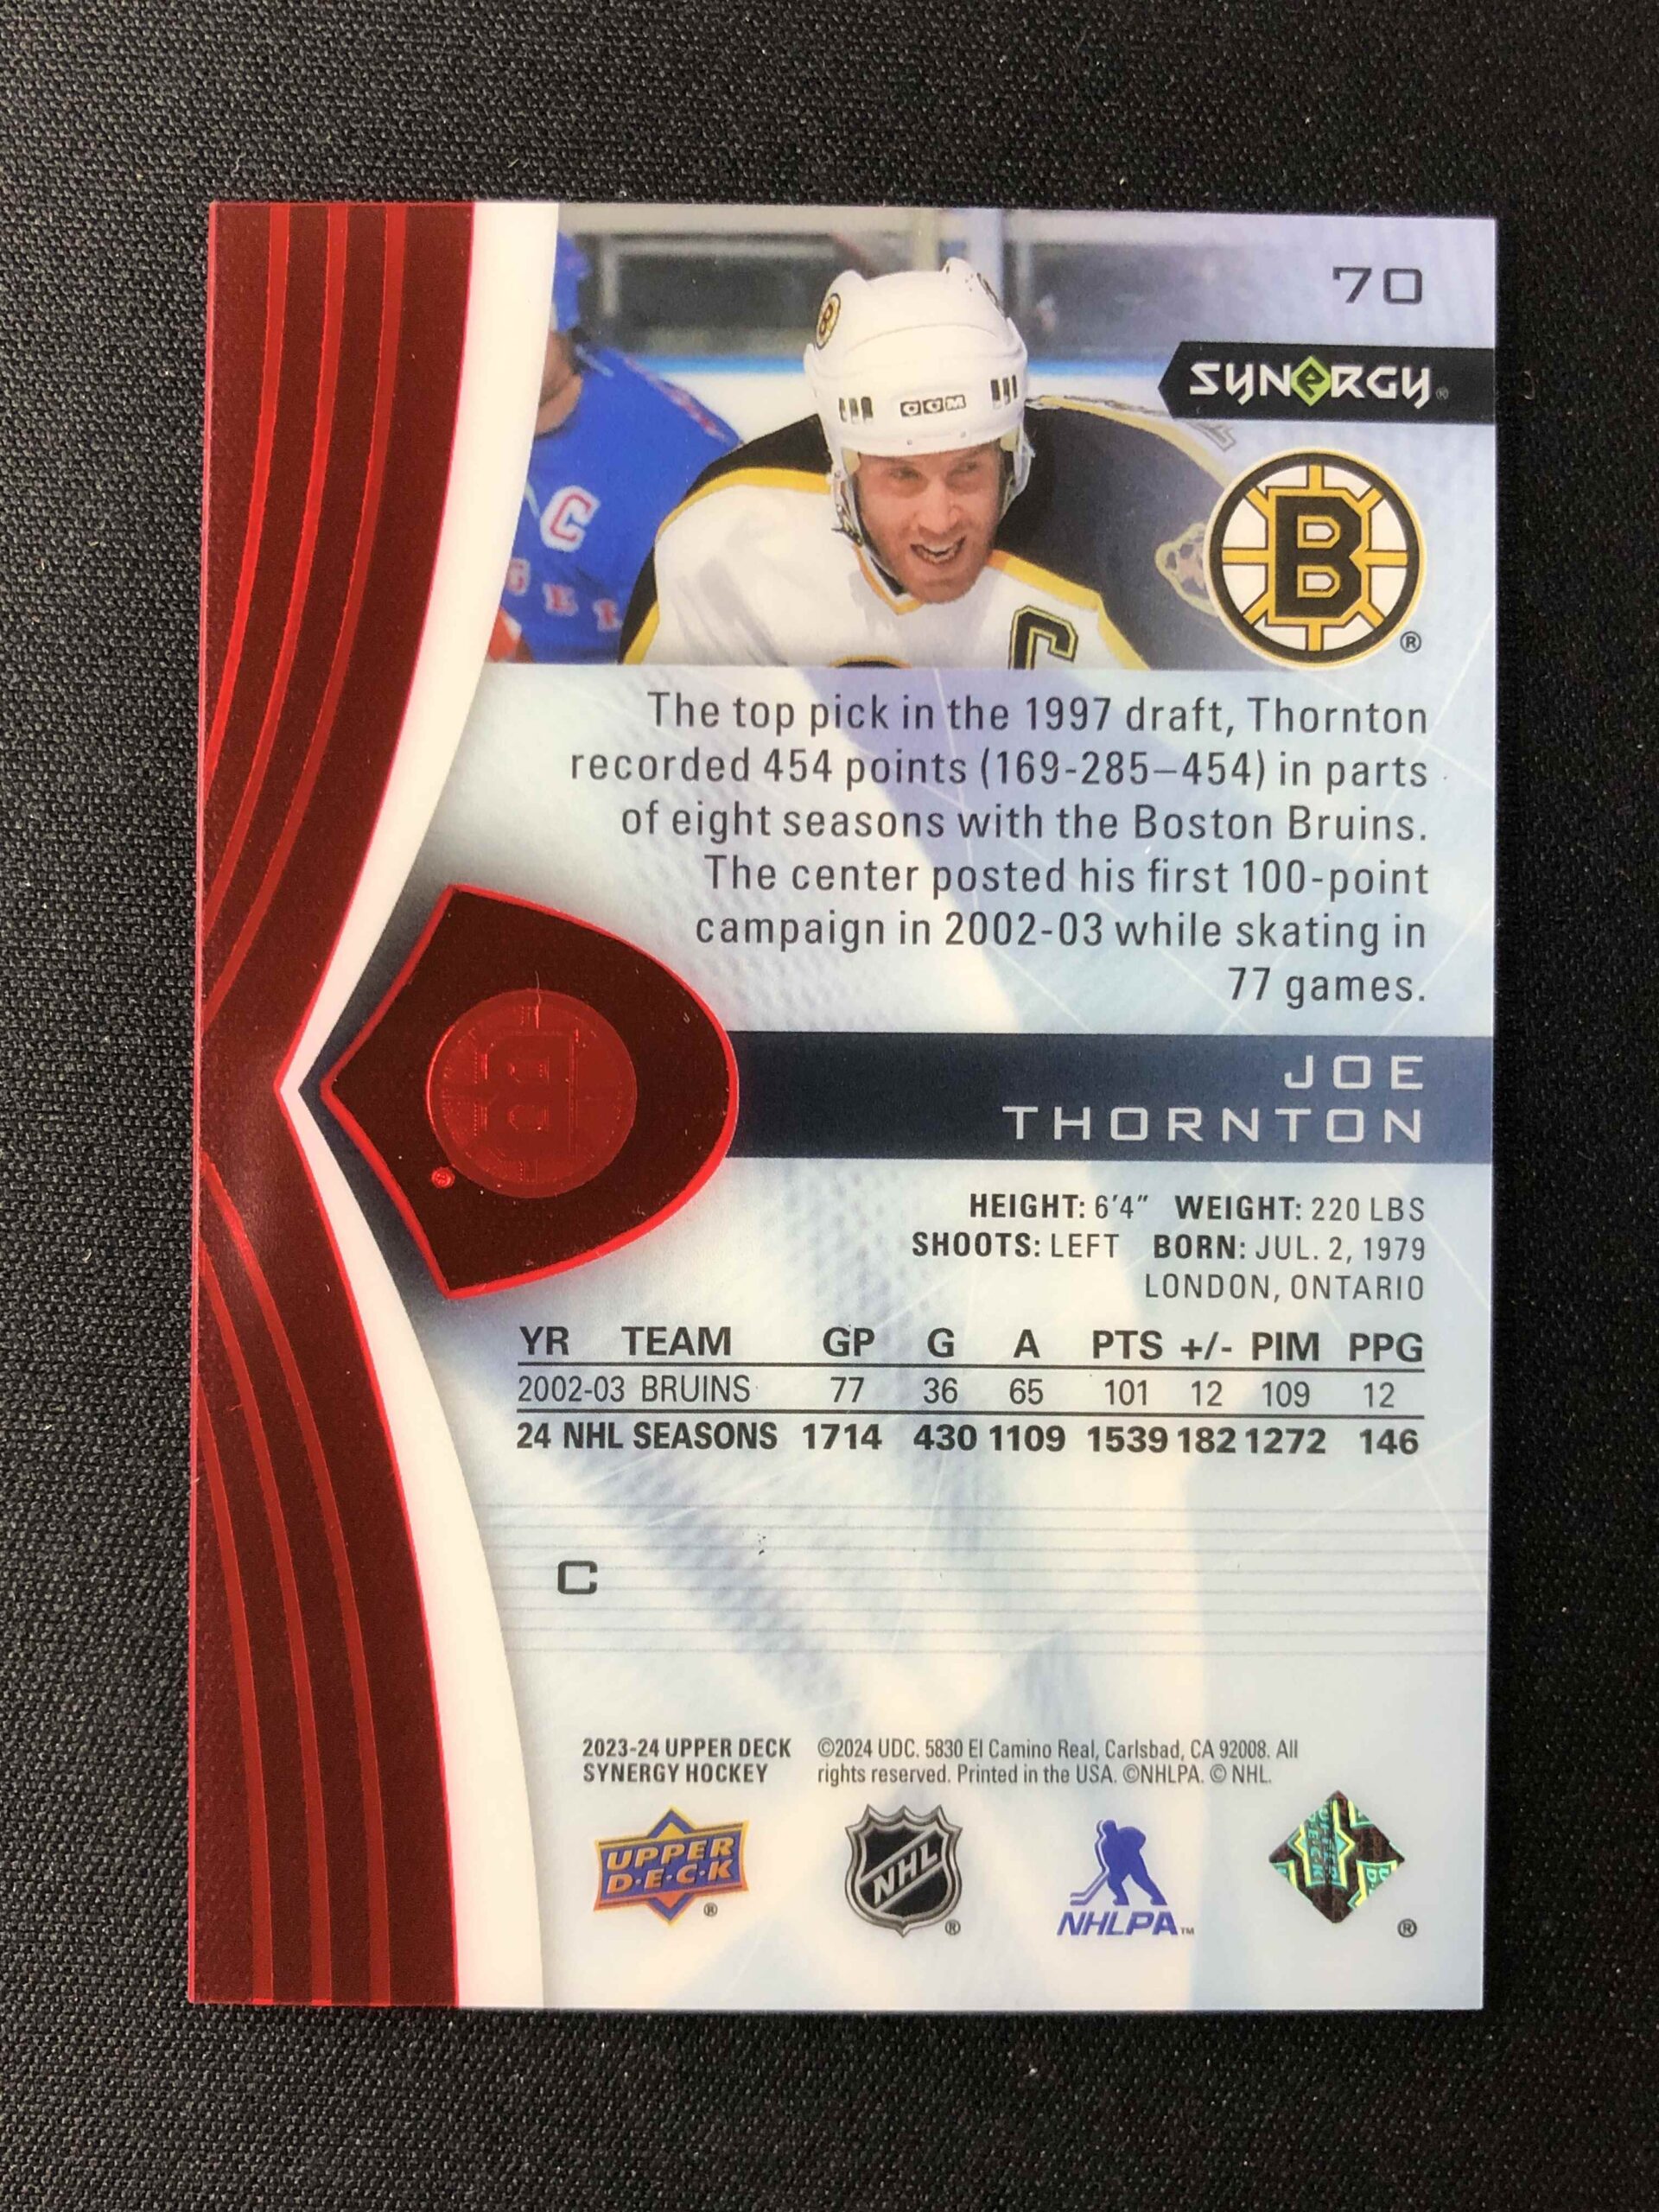 70
SYNERGY®
CCM
C
C
B
®
The top pick in the 1997 draft, Thornton
recorded 454 points (169-285–454) in parts
of eight seasons with the Boston Bruins.
The center posted his first 100-point
campaign in 2002-03 while skating in
77 games.
JOE
THORNTON
HEIGHT: 6'4" WEIGHT: 220 LBS
SHOOTS: LEFT BORN: JUL. 2, 1979
LONDON, ONTARIO
YR TEAM GP G A PTS +/- PIM PPG
2002-03 BRUINS 77 36 65 101 12 109 12
24 NHL SEASONS 1714 430 1109 1539 182 1272 146
C
2023-24 UPPER DECK
SYNERGY HOCKEY
©2024 UDC. 5830 El Camino Real, Carlsbad, CA 92008. All
rights reserved. Printed in the USA. ©NHLPA. © NHL.
UPPER
D·E·C·K
®
NHL
®
NHLPA™
®